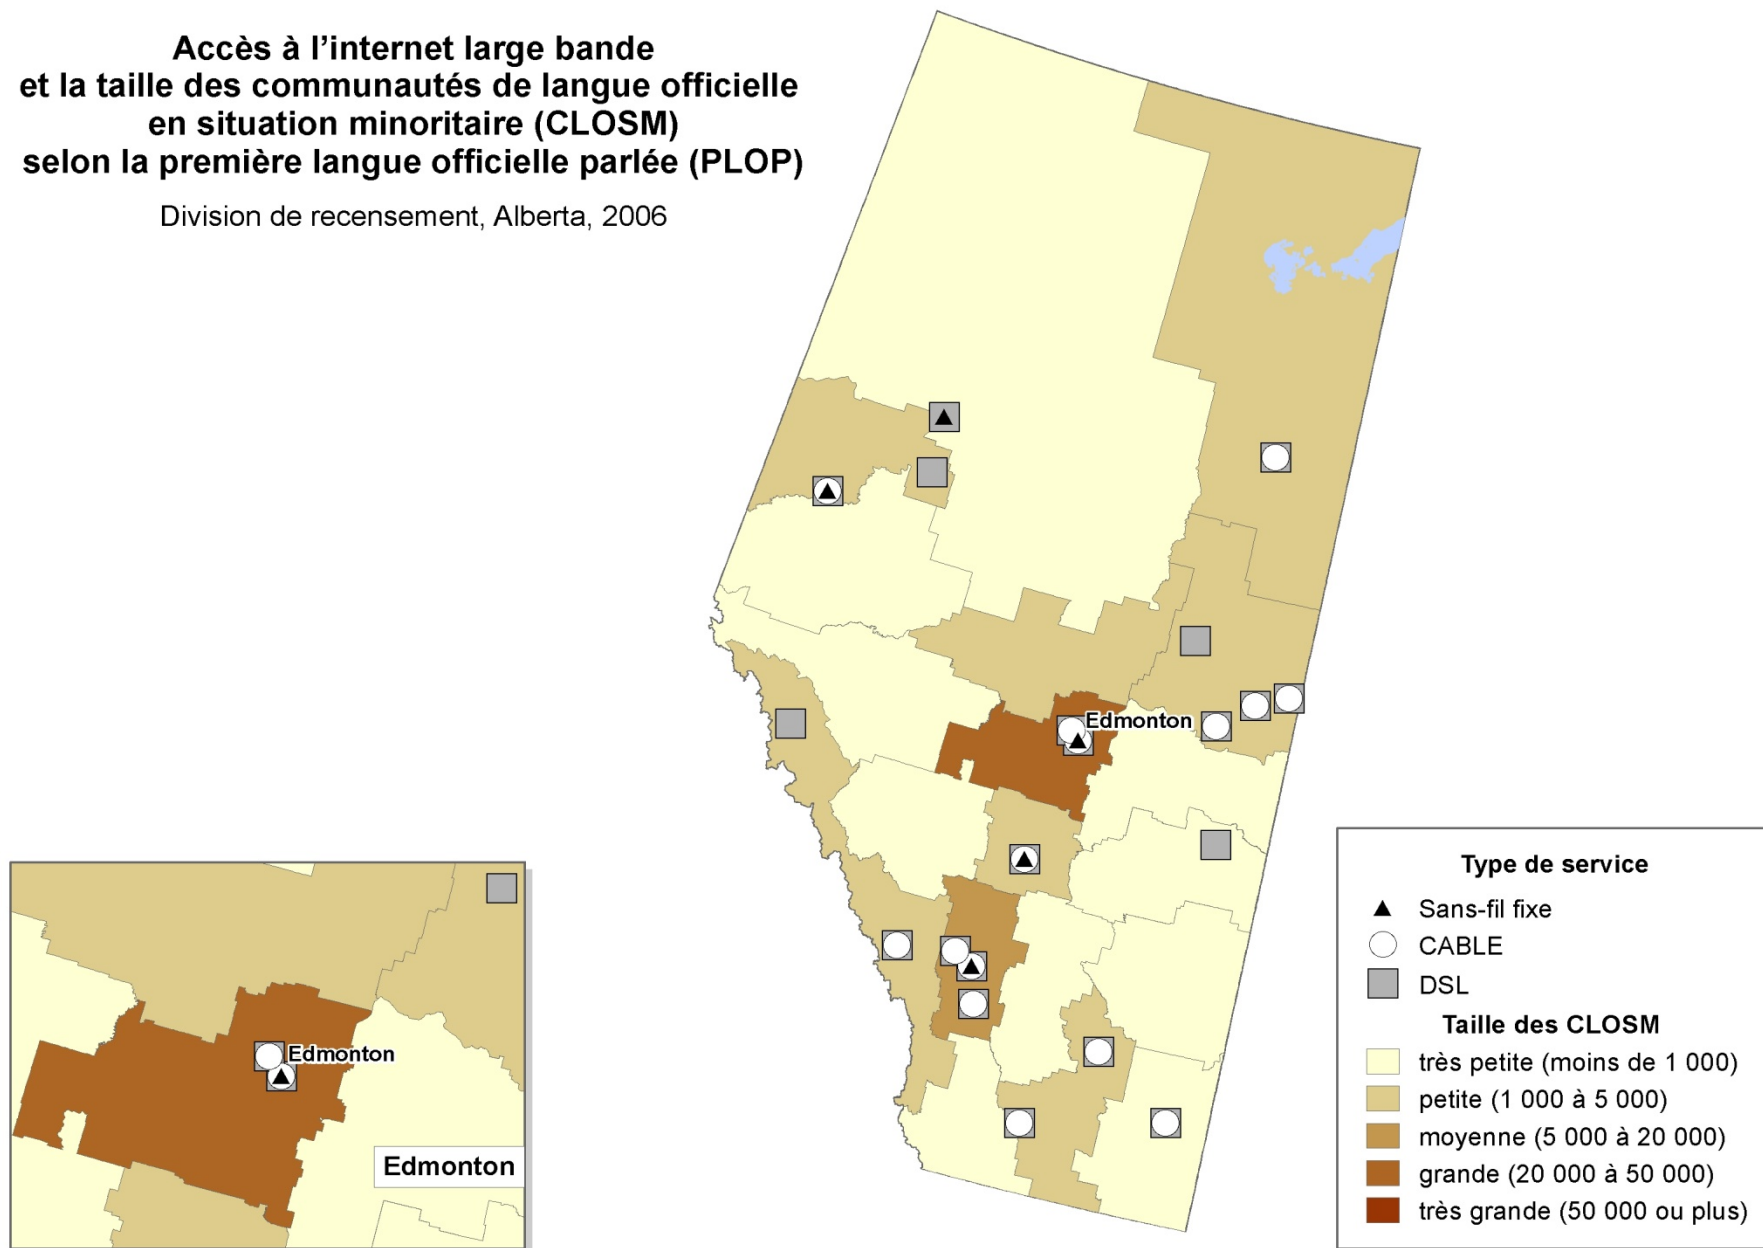 Accès à l’internet large bande
et la taille des communautés de langue officielle
en situation minoritaire (CLOSM)
selon la première langue officielle parlée (PLOP)
Division de recensement, Alberta, 2006
Edmonton
Edmonton
Edmonton
Type de service
Sans-fil fixe
CABLE
DSL
Taille des CLOSM
très petite (moins de 1 000)
petite (1 000 à 5 000)
moyenne (5 000 à 20 000)
grande (20 000 à 50 000)
très grande (50 000 ou plus)